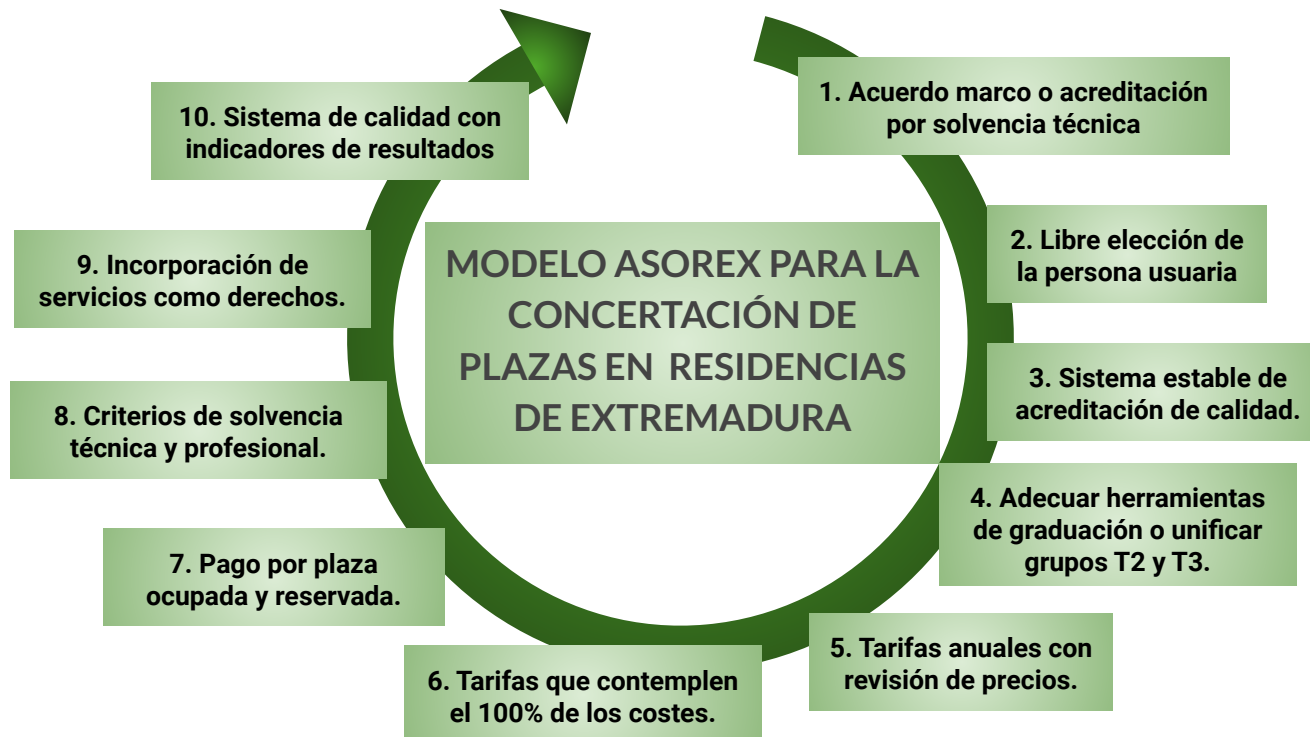 MODELO ASOREX PARA LA
CONCERTACIÓN DE
PLAZAS EN RESIDENCIAS
DE EXTREMADURA
1. Acuerdo marco o acreditación
por solvencia técnica
2. Libre elección de
la persona usuaria
3. Sistema estable de
acreditación de calidad.
4. Adecuar herramientas
de graduación o unificar
grupos T2 y T3.
5. Tarifas anuales con
revisión de precios.
6. Tarifas que contemplen
el 100% de los costes.
7. Pago por plaza
ocupada y reservada.
8. Criterios de solvencia
técnica y profesional.
9. Incorporación de
servicios como derechos.
10. Sistema de calidad con
indicadores de resultados